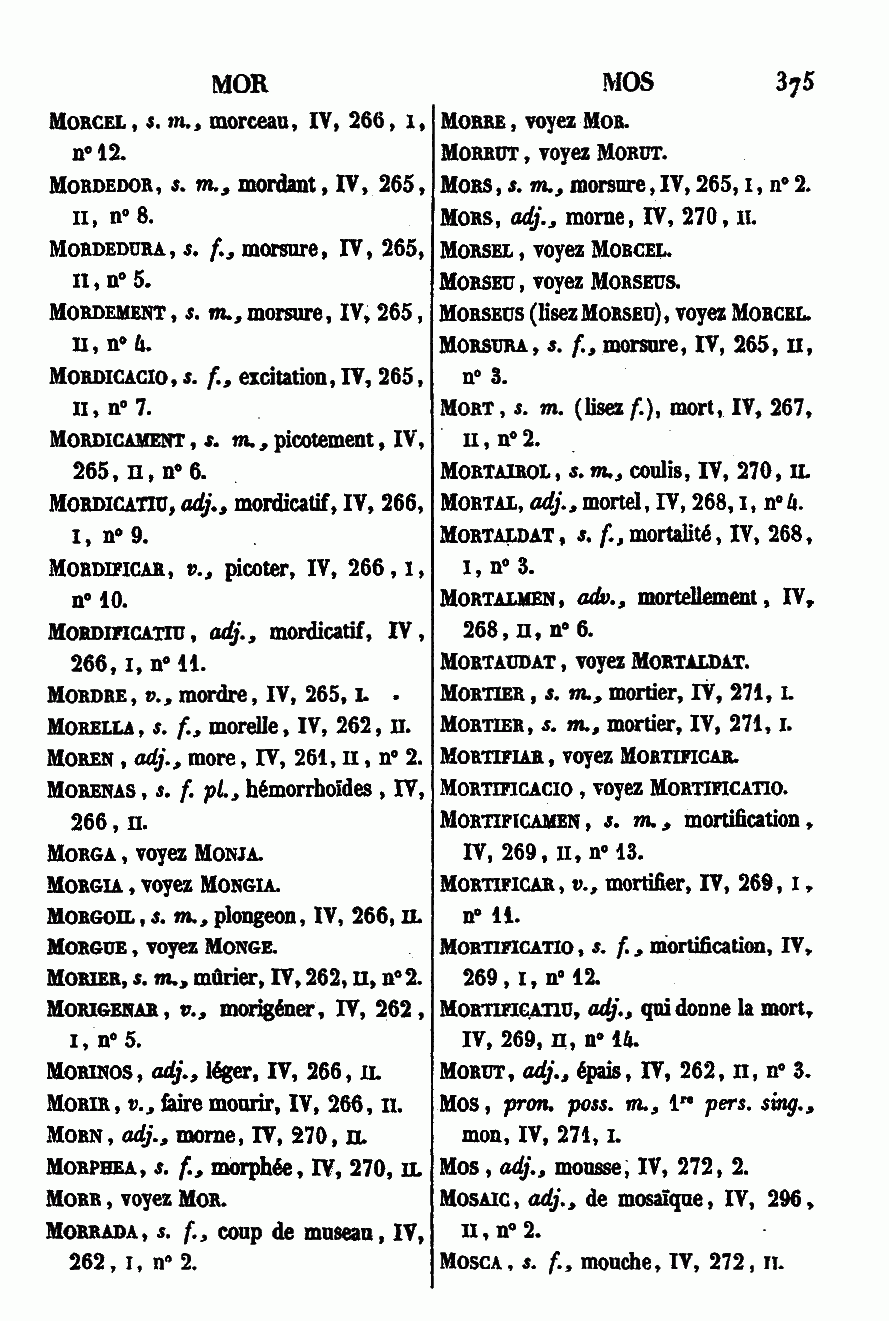 MOR MOS 375
MORCEL, s. m., morceau, IV, 266, I,
n° 12.
MORDEDOR, s. m., mordant, IV, 265,
II, n° 8.
MORDEDURA, s. f., morsure, IV, 265,
II, n° 5.
MORDEMENT, s. m., morsure, IV, 265,
II, n° 4.
MORDICACIO, s. f., excitation, IV, 265,
II, n° 7.
MORDICAMENT, s. m., picotement, IV,
265, II, n° 6.
MORDICATIU, adj., mordicatif, IV, 266,
I, n° 9.
MORDIFICAR, v., picoter, IV, 266, I,
n° 10.
MORDIFICATIU, adj., mordicatif, IV,
266, I, n° 11.
MORDRE, v., mordre, IV, 265, I.
MORELLA, s. f., morelle, IV, 262, II.
MOREN, adj., more, IV, 261, II, n° 2.
MORENAS, s. f. pl., hémorrhoïdes, IV,
266, II.
MORGA, voyez MONJA.
MORGIA, voyez MONGIA.
MORGOIL, s. m., plongeon, IV, 266, II.
MORGUE, voyez MONGE.
MORIER, s. m., mûrier, IV, 262, II, n° 2.
MORIGENAR, v., morigéner, IV, 262,
I, n° 5.
MORINOS, adj., léger, IV, 266, II.
MORIR, v., faire mourir, IV, 266, II.
MORN, adj., morne, IV, 270, II.
MORPHEA, s. f., morphée, IV, 270, II.
MORR, voyez MOR.
MORRADA, s. f., coup de museau, IV,
262, I, n° 2.
MORRE, voyez MOR.
MORRUT, voyez MORUT.
MORS, s. m., morsure, IV, 265, I, n° 2.
MORS, adj., morne, IV, 270, II.
MORSEL, voyez MORCEL.
MORSEU, voyez MORSEUS.
MORSEUS (lisez MORSEU), voyez MORCEL.
MORSURA, s. f., morsure, IV, 265, II,
n° 3.
MORT, s. m. (lisez f.), mort, IV, 267,
II, n° 2.
MORTAIROL, s. m., coulis, IV, 270, II.
MORTAL, adj., mortel, IV, 268, I, n° 4.
MORTALDAT, s. f., mortalité, IV, 268,
I, n° 3.
MORTALMEN, adv., mortellement, IV,
268, II, n° 6.
MORTAUDAT, voyez MORTALDAT.
MORTIER, s. m., mortier, IV, 271, I.
MORTIER, s. m., mortier, IV, 271, I.
MORTIFIAR, voyez MORTIFICAR.
MORTIFICACIO, voyez MORTIFICATIO.
MORTIFICAMEN, s. m., mortification,
IV, 269, II, n° 13.
MORTIFICAR, v., mortifier, IV, 269, I,
n° 11.
MORTIFICATIO, s. f., mortification, IV,
269, I, n° 12.
MORTIFICATIU, adj., qui donne la mort,
IV, 269, II, n° 14.
MORUT, adj., épais, IV, 262, II, n° 3.
MOS, pron. poss. m., 1re pers. sing.,
mon, IV, 271, I.
MOS, adj., mousse, IV, 272, 2.
MOSAIC, adj., de mosaïque, IV, 296,
II, n° 2.
MOSCA, s. f., mouche, IV, 272, II.